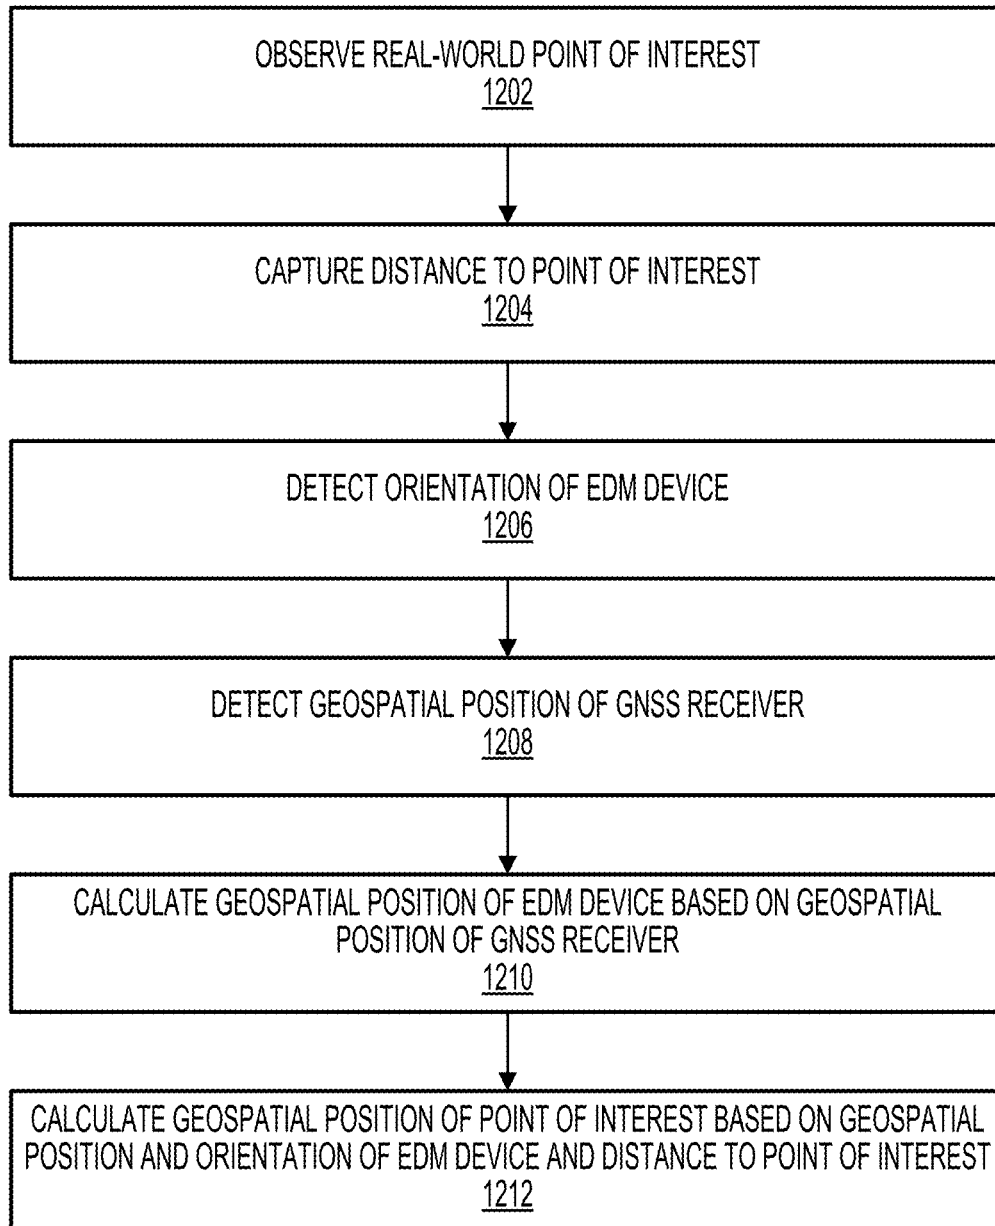 OBSERVE REAL-WORLD POINT OF INTEREST
1202
CAPTURE DISTANCE TO POINT OF INTEREST
1204
DETECT ORIENTATION OF EDM DEVICE
1206
DETECT GEOSPATIAL POSITION OF GNSS RECEIVER
1208
CALCULATE GEOSPATIAL POSITION OF EDM DEVICE BASED ON GEOSPATIAL
POSITION OF GNSS RECEIVER
1210
CALCULATE GEOSPATIAL POSITION OF POINT OF INTEREST BASED ON GEOSPATIAL
POSITION AND ORIENTATION OF EDM DEVICE AND DISTANCE TO POINT OF INTEREST
1212